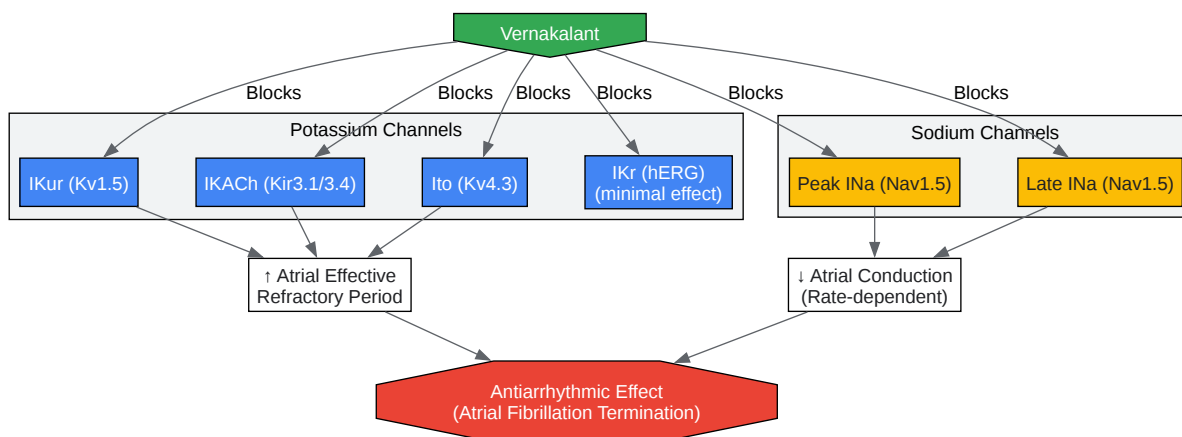 Vernakalant
Blocks
Blocks
Blocks
Blocks
Blocks
Blocks
Potassium Channels
Sodium Channels
IKur (Kv1.5)
IKACh (Kir3.1/3.4)
Ito (Kv4.3)
IKr (hERG)
(minimal effect)
Peak INa (Nav1.5)
Late INa (Nav1.5)
↑ Atrial Effective
Refractory Period
↓ Atrial Conduction
(Rate-dependent)
Antiarrhythmic Effect
(Atrial Fibrillation Termination)